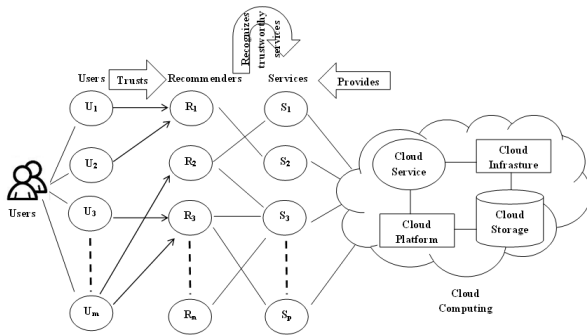 Recognizes
trustworthy
services
Users
Trusts
Recommenders
Services
Provides
U1
R1
S1
U2
R2
S2
U3
R3
S3
Um
Rn
Sp
Users
Cloud
Service
Cloud
Infrasture
Cloud
Platform
Cloud
Storage
Cloud
Computing